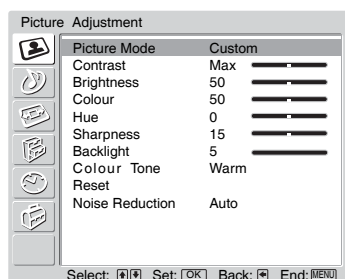 Picture Adjustment
Picture Mode Custom
Contrast Max
Brightness 50
Colour 50
Hue 0
Sharpness 15
Backlight 5
Colour Tone Warm
Reset
Noise Reduction Auto
Select: Set: OK Back: End: MENU